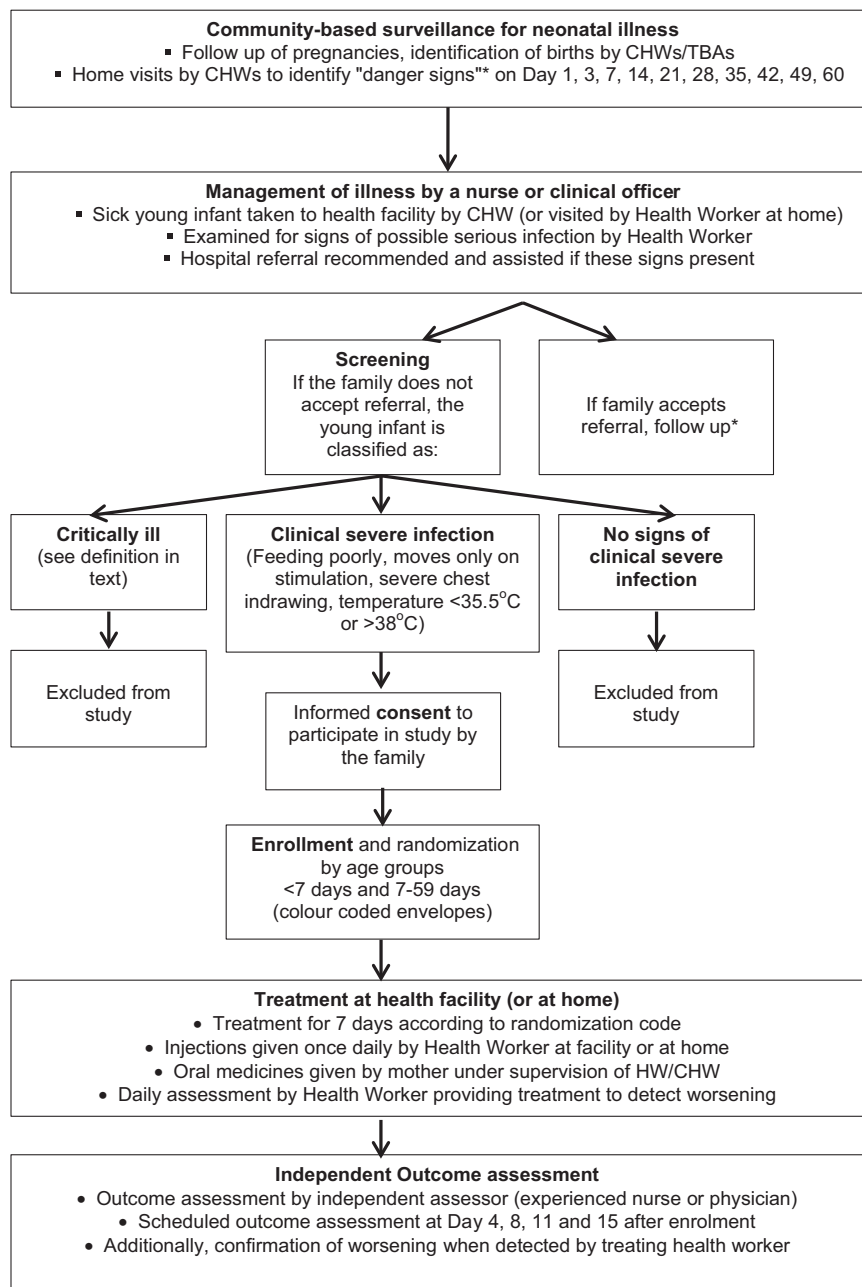 Community-based surveillance for neonatal illness
▪ Follow up of pregnancies, identification of births by CHWs/TBAs
▪ Home visits by CHWs to identify "danger signs"* on Day 1, 3, 7, 14, 21, 28, 35, 42, 49, 60
Management of illness by a nurse or clinical officer
▪ Sick young infant taken to health facility by CHW (or visited by Health Worker at home)
▪ Examined for signs of possible serious infection by Health Worker
▪ Hospital referral recommended and assisted if these signs present
Screening
If the family does not
accept referral, the
young infant is
classified as:
If family accepts
referral, follow up*
Critically ill
(see definition in
text)
Clinical severe infection
(Feeding poorly, moves only on
stimulation, severe chest
indrawing, temperature <35.5°C
or >38°C)
No signs of
clinical severe
infection
Excluded from
study
Informed consent to
participate in study by
the family
Excluded from
study
Enrollment and randomization
by age groups
<7 days and 7-59 days
(colour coded envelopes)
Treatment at health facility (or at home)
• Treatment for 7 days according to randomization code
• Injections given once daily by Health Worker at facility or at home
• Oral medicines given by mother under supervision of HW/CHW
• Daily assessment by Health Worker providing treatment to detect worsening
Independent Outcome assessment
• Outcome assessment by independent assessor (experienced nurse or physician)
• Scheduled outcome assessment at Day 4, 8, 11 and 15 after enrolment
• Additionally, confirmation of worsening when detected by treating health worker